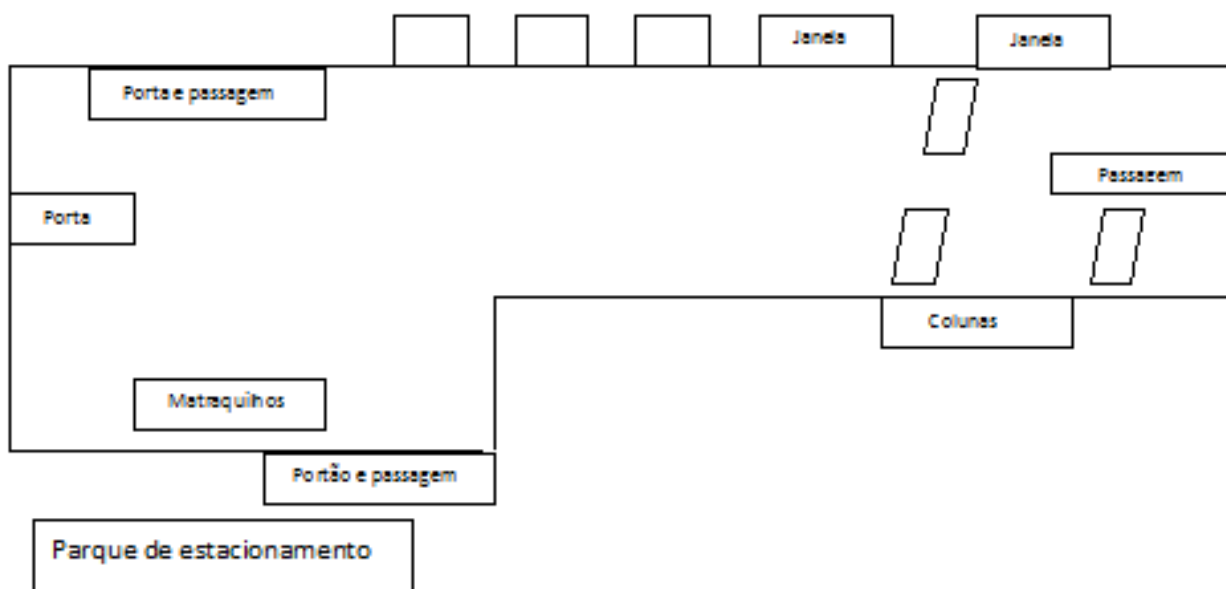 Janela
Janela
Porta e passagem
Passagem
Porta
Colunas
Matraquilhos
Portão e passagem
Parque de estacionamento